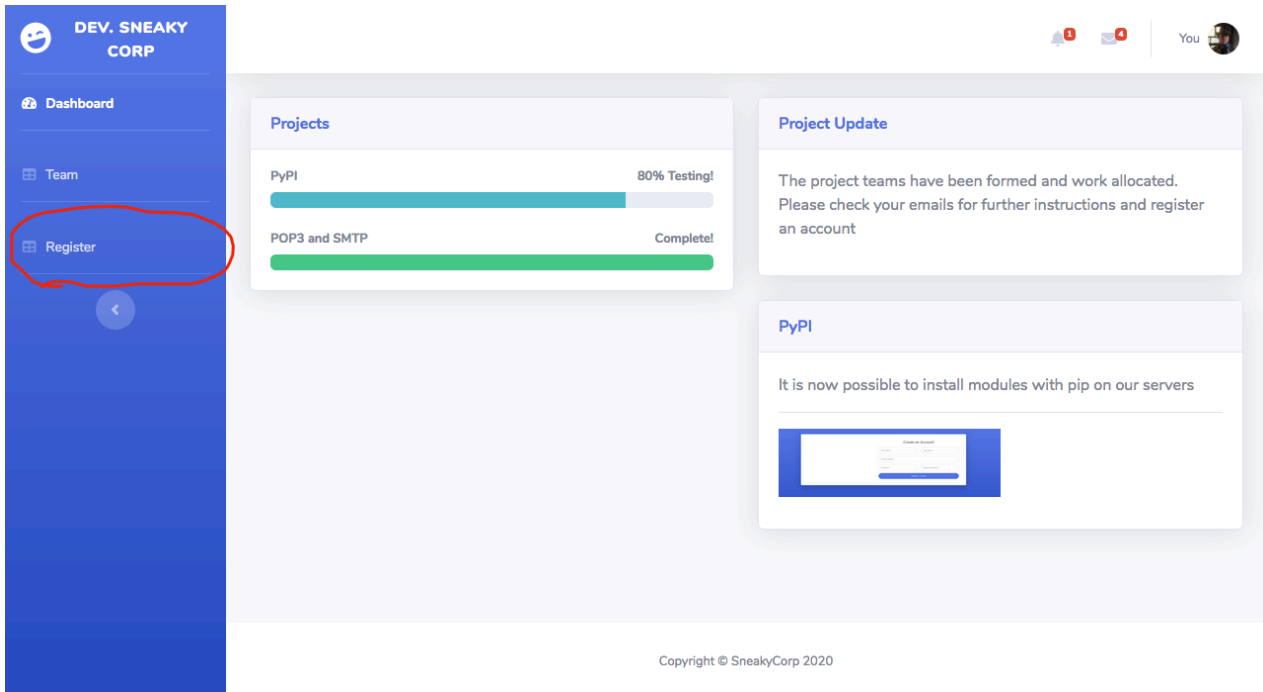 DEV. SNEAKY
CORP
Dashboard
Team
Register
1
4
You
Projects
PyPI
80% Testing!
POP3 and SMTP
Complete!
Project Update
The project teams have been formed and work allocated.
Please check your emails for further instructions and register
an account
PyPI
It is now possible to install modules with pip on our servers
Create an Account!
Copyright © SneakyCorp 2020